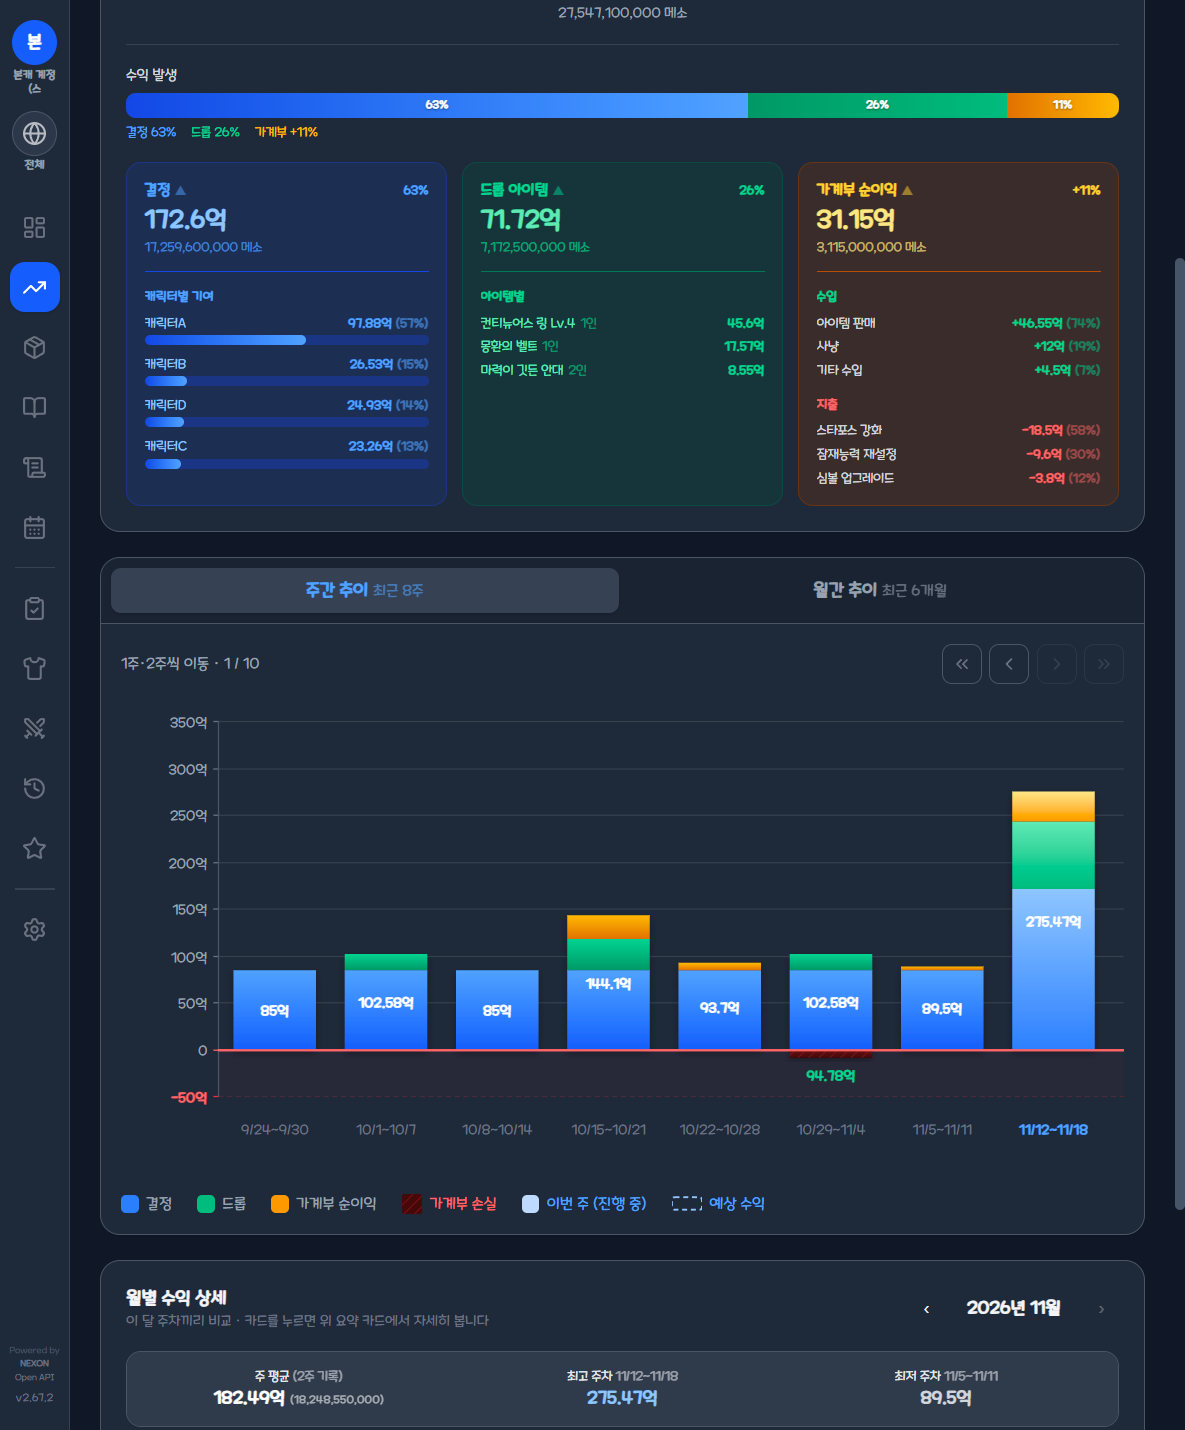 본
본캐 계정
(스
전체
Powered by
NEXON
Open API
v2.67.2
27,547,100,000 메소
수익 발생
63%
26%
11%
결정 63% 드롭 26% 가계부 +11%
결정 ▲ 63%
172.6억
17,259,600,000 메소
캐릭터별 기여
캐릭터A 97.88억 (57%)
캐릭터B 26.53억 (15%)
캐릭터D 24.93억 (14%)
캐릭터C 23.26억 (13%)
드롭 아이템 ▲ 26%
71.72억
7,172,500,000 메소
아이템별
컨티뉴어스 링 Lv.4 1인 45.6억
몽환의 벨트 1인 17.57억
마력이 깃든 안대 2인 8.55억
가계부 순이익 ▲ +11%
31.15억
3,115,000,000 메소
수입
아이템 판매 +46.55억 (74%)
사냥 +12억 (19%)
기타 수입 +4.5억 (7%)
지출
스타포스 강화 -18.5억 (58%)
잠재능력 재설정 -9.6억 (30%)
심볼 업그레이드 -3.8억 (12%)
주간 추이 최근 8주
월간 추이 최근 6개월
1주·2주씩 이동 · 1 / 10
350억
300억
250억
200억
150억
100억
50억
0
-50억
85억
102.58억
85억
144.1억
93.7억
102.58억
94.78억
89.5억
275.47억
9/24~9/30
10/1~10/7
10/8~10/14
10/15~10/21
10/22~10/28
10/29~11/4
11/5~11/11
11/12~11/18
결정
드롭
가계부 순이익
가계부 손실
이번 주 (진행 중)
예상 수익
월별 수익 상세
이 달 주차끼리 비교 · 카드를 누르면 위 요약 카드에서 자세히 봅니다
‹ 2026년 11월 ›
주 평균 (2주 기록)
182.49억 (18,248,550,000)
최고 주차 11/12~11/18
275.47억
최저 주차 11/5~11/11
89.5억